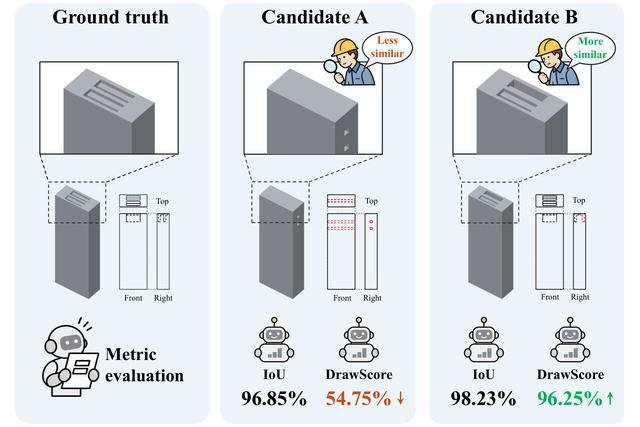 Ground truth
Top
Front
Right
Metric
evaluation
Candidate A
Less
similar
Top
Front
Right
IoU
DrawScore
96.85%
54.75% ↓
Candidate B
More
similar
Top
Front
Right
IoU
DrawScore
98.23%
96.25% ↑